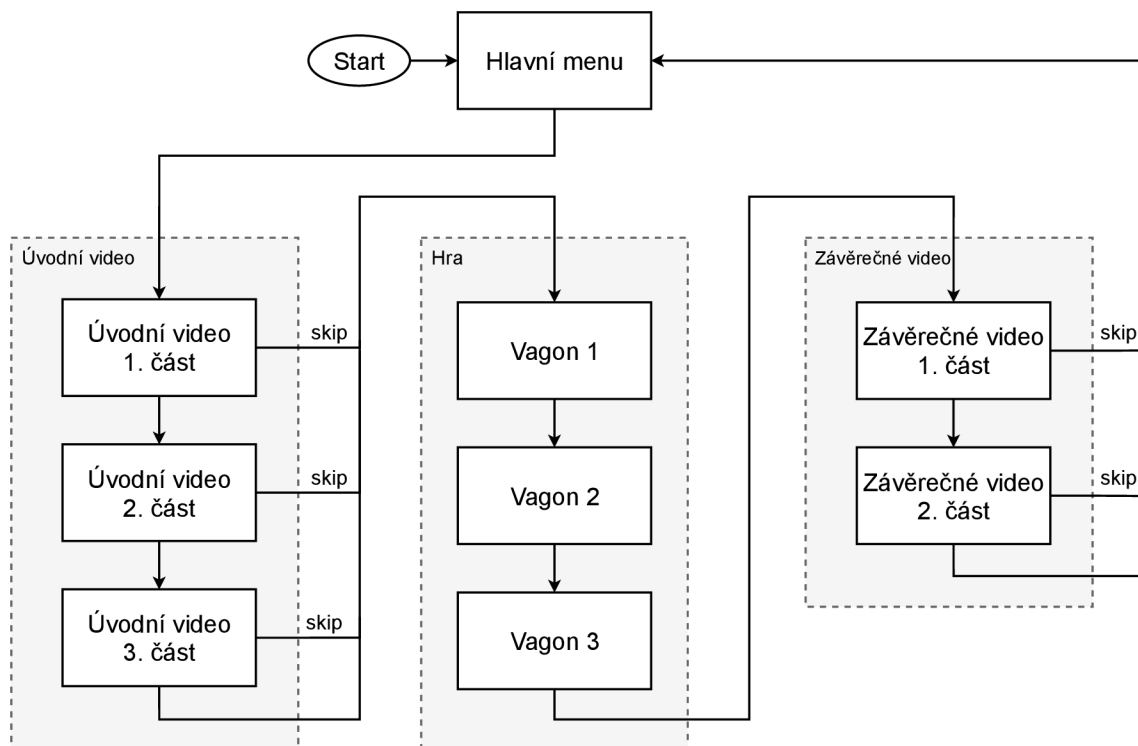 Start
Hlavní menu
Úvodní video
Úvodní video
1. část
skip
Úvodní video
2. část
skip
Úvodní video
3. část
skip
Hra
Vagon 1
Vagon 2
Vagon 3
Závěrečné video
Závěrečné video
1. část
skip
Závěrečné video
2. část
skip